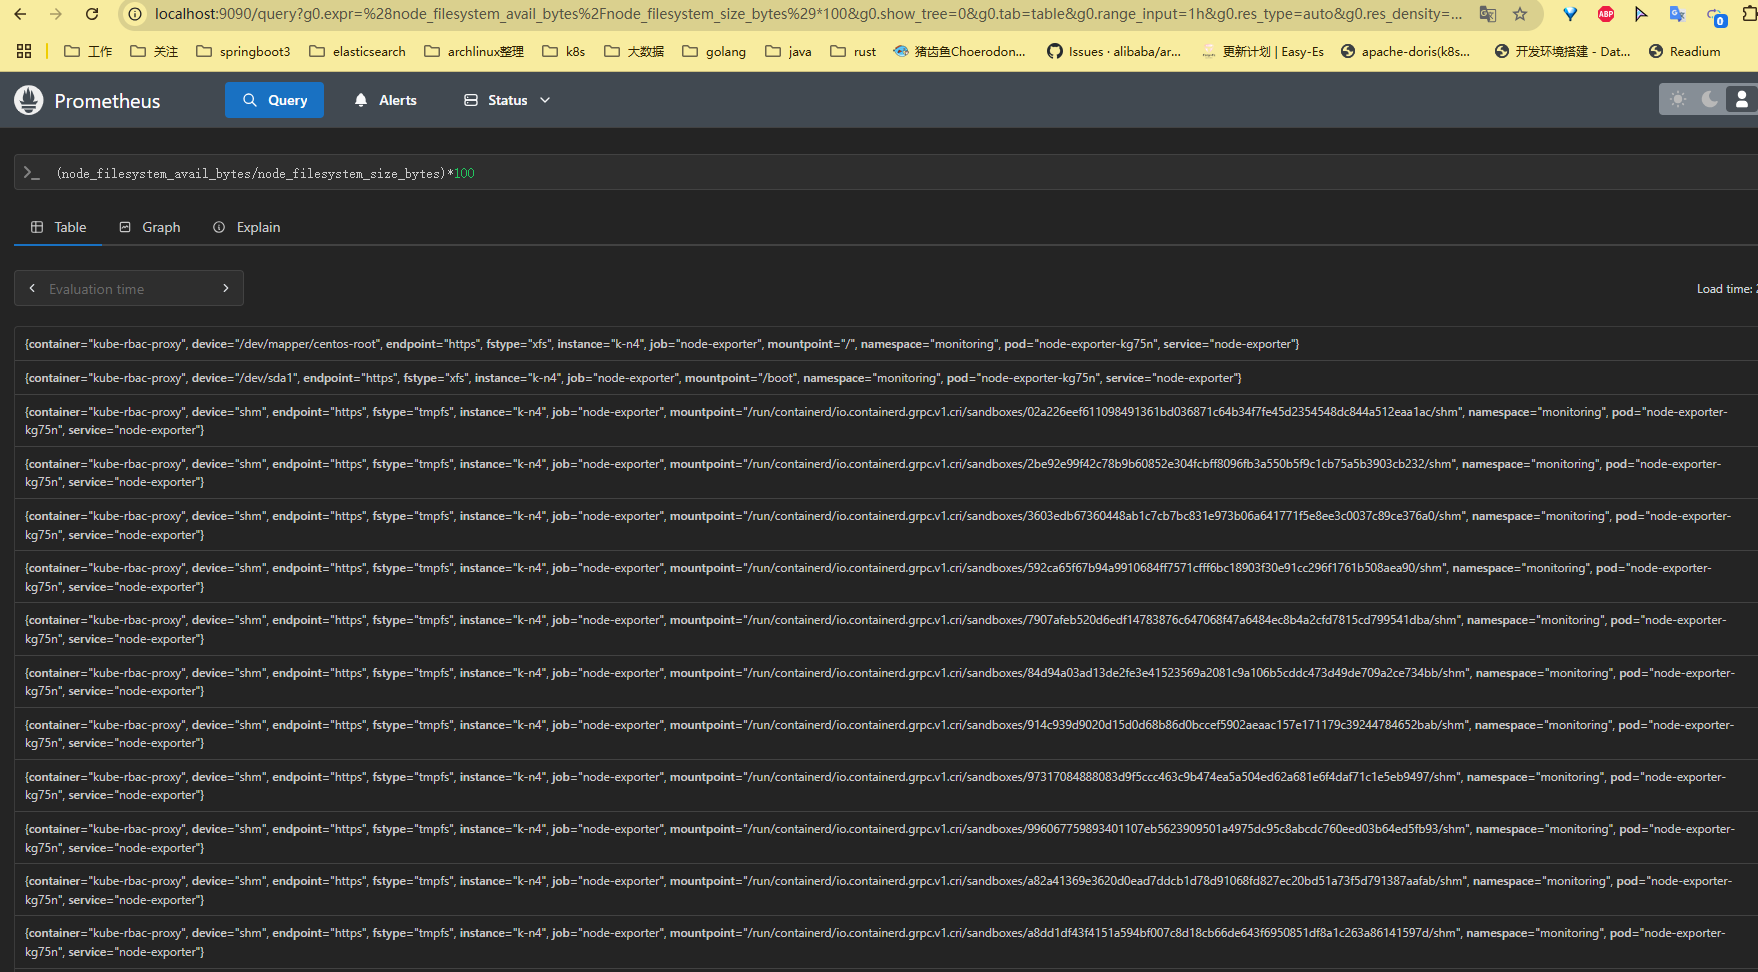 localhost:9090/query?g0.expr=%28node_filesystem_avail_bytes%2Fnode_filesystem_size_bytes%29*100&g0.show_tree=0&g0.tab=table&g0.range_input=1h&g0.res_type=auto&g0.res_density=...
ABP
0
工作 关注 springboot3 elasticsearch archlinux整理 k8s 大数据 golang java rust 猪齿鱼Choerodon... Issues · alibaba/ar... 更新计划 | Easy-Es apache-doris(k8s... 开发环境搭建 - Dat... Readium
Prometheus Query Alerts Status
(node_filesystem_avail_bytes/node_filesystem_size_bytes)*100
Table Graph Explain
Evaluation time
Load time:
{container="kube-rbac-proxy", device="/dev/mapper/centos-root", endpoint="https", fstype="xfs", instance="k-n4", job="node-exporter", mountpoint="/", namespace="monitoring", pod="node-exporter-kg75n", service="node-exporter"}
{container="kube-rbac-proxy", device="/dev/sda1", endpoint="https", fstype="xfs", instance="k-n4", job="node-exporter", mountpoint="/boot", namespace="monitoring", pod="node-exporter-kg75n", service="node-exporter"}
{container="kube-rbac-proxy", device="shm", endpoint="https", fstype="tmpfs", instance="k-n4", job="node-exporter", mountpoint="/run/containerd/io.containerd.grpc.v1.cri/sandboxes/02a226eef611098491361bd036871c64b34f7fe45d2354548dc844a512eaa1ac/shm", namespace="monitoring", pod="node-exporter-
kg75n", service="node-exporter"}
{container="kube-rbac-proxy", device="shm", endpoint="https", fstype="tmpfs", instance="k-n4", job="node-exporter", mountpoint="/run/containerd/io.containerd.grpc.v1.cri/sandboxes/2be92e99f42c78b9b60852e304fcbff8096fb3a550b5f9c1cb75a5b3903cb232/shm", namespace="monitoring", pod="node-exporter-
kg75n", service="node-exporter"}
{container="kube-rbac-proxy", device="shm", endpoint="https", fstype="tmpfs", instance="k-n4", job="node-exporter", mountpoint="/run/containerd/io.containerd.grpc.v1.cri/sandboxes/3603edb67360448ab1c7cb7bc831e973b06a641771f5e8ee3c0037c89ce376a0/shm", namespace="monitoring", pod="node-exporter-
kg75n", service="node-exporter"}
{container="kube-rbac-proxy", device="shm", endpoint="https", fstype="tmpfs", instance="k-n4", job="node-exporter", mountpoint="/run/containerd/io.containerd.grpc.v1.cri/sandboxes/592ca65f67b94a9910684ff7571cfff6bc18903f30e91cc296f1761b508aea90/shm", namespace="monitoring", pod="node-exporter-
kg75n", service="node-exporter"}
{container="kube-rbac-proxy", device="shm", endpoint="https", fstype="tmpfs", instance="k-n4", job="node-exporter", mountpoint="/run/containerd/io.containerd.grpc.v1.cri/sandboxes/7907afeb520d6edf14783876c647068f47a6484ec8b4a2cfd7815cd799541dba/shm", namespace="monitoring", pod="node-exporter-
kg75n", service="node-exporter"}
{container="kube-rbac-proxy", device="shm", endpoint="https", fstype="tmpfs", instance="k-n4", job="node-exporter", mountpoint="/run/containerd/io.containerd.grpc.v1.cri/sandboxes/84d94a03ad13de2fe3e41523569a2081c9a106b5cddc473d49de709a2ce734bb/shm", namespace="monitoring", pod="node-exporter-
kg75n", service="node-exporter"}
{container="kube-rbac-proxy", device="shm", endpoint="https", fstype="tmpfs", instance="k-n4", job="node-exporter", mountpoint="/run/containerd/io.containerd.grpc.v1.cri/sandboxes/914c939d9020d15d0d68b86d0bccef5902aeaac157e171179c39244784652bab/shm", namespace="monitoring", pod="node-exporter-
kg75n", service="node-exporter"}
{container="kube-rbac-proxy", device="shm", endpoint="https", fstype="tmpfs", instance="k-n4", job="node-exporter", mountpoint="/run/containerd/io.containerd.grpc.v1.cri/sandboxes/97317084888083d9f5ccc463c9b474ea5a504ed62a681e6f4daf71c1e5eb9497/shm", namespace="monitoring", pod="node-exporter-
kg75n", service="node-exporter"}
{container="kube-rbac-proxy", device="shm", endpoint="https", fstype="tmpfs", instance="k-n4", job="node-exporter", mountpoint="/run/containerd/io.containerd.grpc.v1.cri/sandboxes/996067759893401107eb5623909501a4975dc95c8abcdc760eed03b64ed5fb93/shm", namespace="monitoring", pod="node-exporter-
kg75n", service="node-exporter"}
{container="kube-rbac-proxy", device="shm", endpoint="https", fstype="tmpfs", instance="k-n4", job="node-exporter", mountpoint="/run/containerd/io.containerd.grpc.v1.cri/sandboxes/a82a41369e3620d0ead7ddcb1d78d91068fd827ec20bd51a73f5d791387aafab/shm", namespace="monitoring", pod="node-exporter-
kg75n", service="node-exporter"}
{container="kube-rbac-proxy", device="shm", endpoint="https", fstype="tmpfs", instance="k-n4", job="node-exporter", mountpoint="/run/containerd/io.containerd.grpc.v1.cri/sandboxes/a8dd1df43f4151a594bf007c8d18cb66de643f6950851df8a1c263a86141597d/shm", namespace="monitoring", pod="node-exporter-
kg75n", service="node-exporter"}